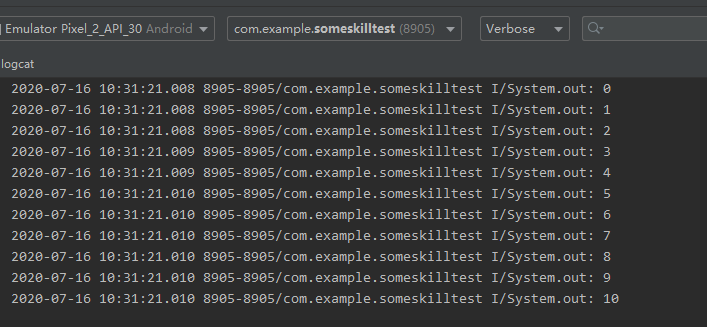 Emulator Pixel_2_API_30 Android com.example.someskilltest (8905) Verbose
logcat
2020-07-16 10:31:21.008 8905-8905/com.example.someskilltest I/System.out: 0
2020-07-16 10:31:21.008 8905-8905/com.example.someskilltest I/System.out: 1
2020-07-16 10:31:21.008 8905-8905/com.example.someskilltest I/System.out: 2
2020-07-16 10:31:21.009 8905-8905/com.example.someskilltest I/System.out: 3
2020-07-16 10:31:21.009 8905-8905/com.example.someskilltest I/System.out: 4
2020-07-16 10:31:21.010 8905-8905/com.example.someskilltest I/System.out: 5
2020-07-16 10:31:21.010 8905-8905/com.example.someskilltest I/System.out: 6
2020-07-16 10:31:21.010 8905-8905/com.example.someskilltest I/System.out: 7
2020-07-16 10:31:21.010 8905-8905/com.example.someskilltest I/System.out: 8
2020-07-16 10:31:21.010 8905-8905/com.example.someskilltest I/System.out: 9
2020-07-16 10:31:21.010 8905-8905/com.example.someskilltest I/System.out: 10